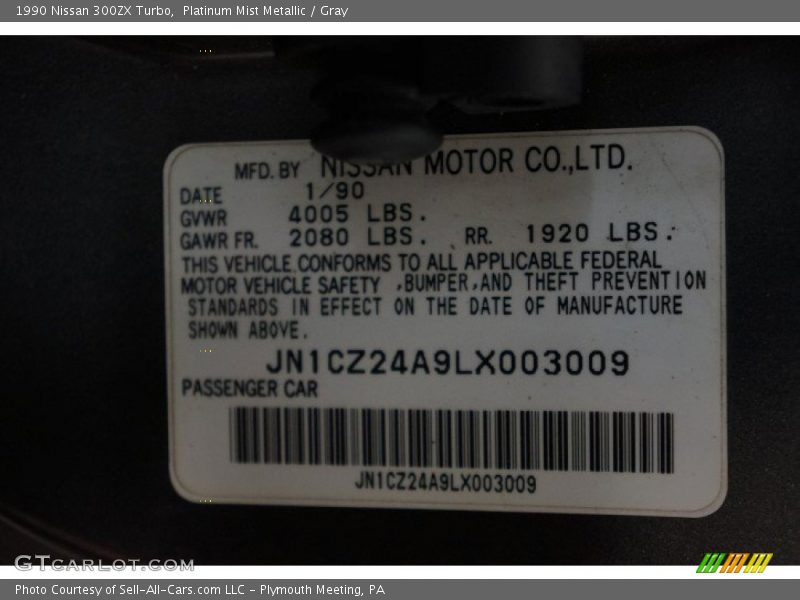 1990 Nissan 300ZX Turbo, Platinum Mist Metallic / Gray
MFD. BY NISSAN MOTOR CO.,LTD.
DATE 1/90
GVWR 4005 LBS.
GAWR FR. 2080 LBS. RR. 1920 LBS.
THIS VEHICLE CONFORMS TO ALL APPLICABLE FEDERAL
MOTOR VEHICLE SAFETY ,BUMPER,AND THEFT PREVENTION
STANDARDS IN EFFECT ON THE DATE OF MANUFACTURE
SHOWN ABOVE.
JN1CZ24A9LX003009
PASSENGER CAR
JN1CZ24A9LX003009
GTCARLOT.COM
Photo Courtesy of Sell-All-Cars.com LLC - Plymouth Meeting, PA